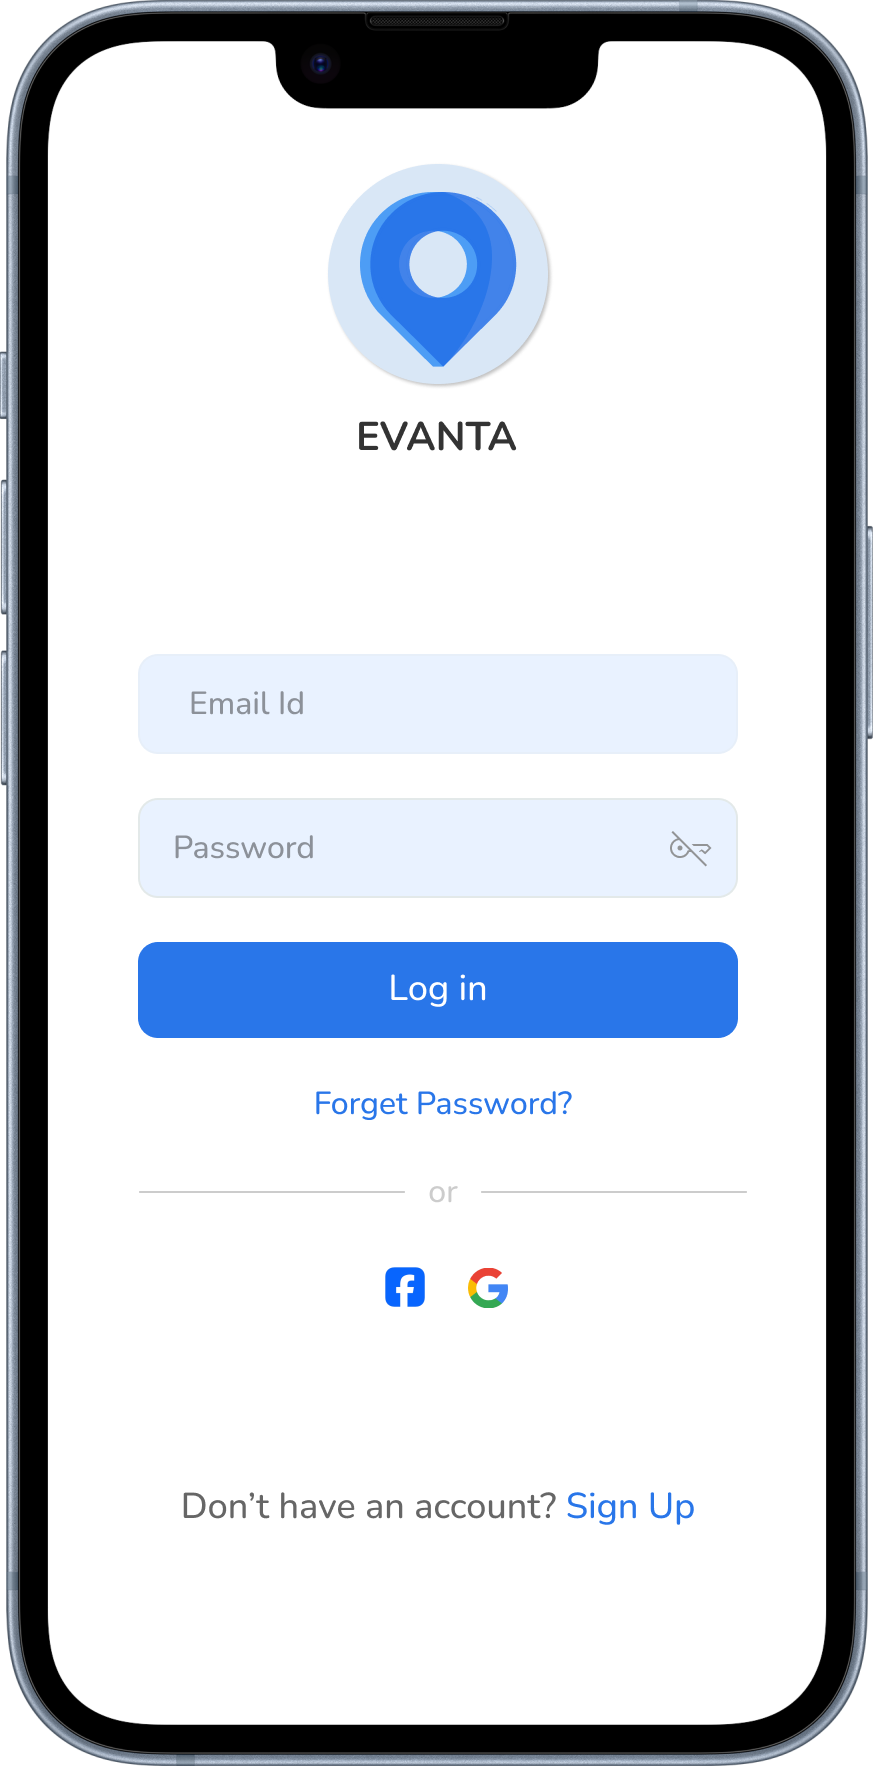 EVANTA
Email Id
Password
Log in
Forget Password?
or
Don’t have an account? Sign Up